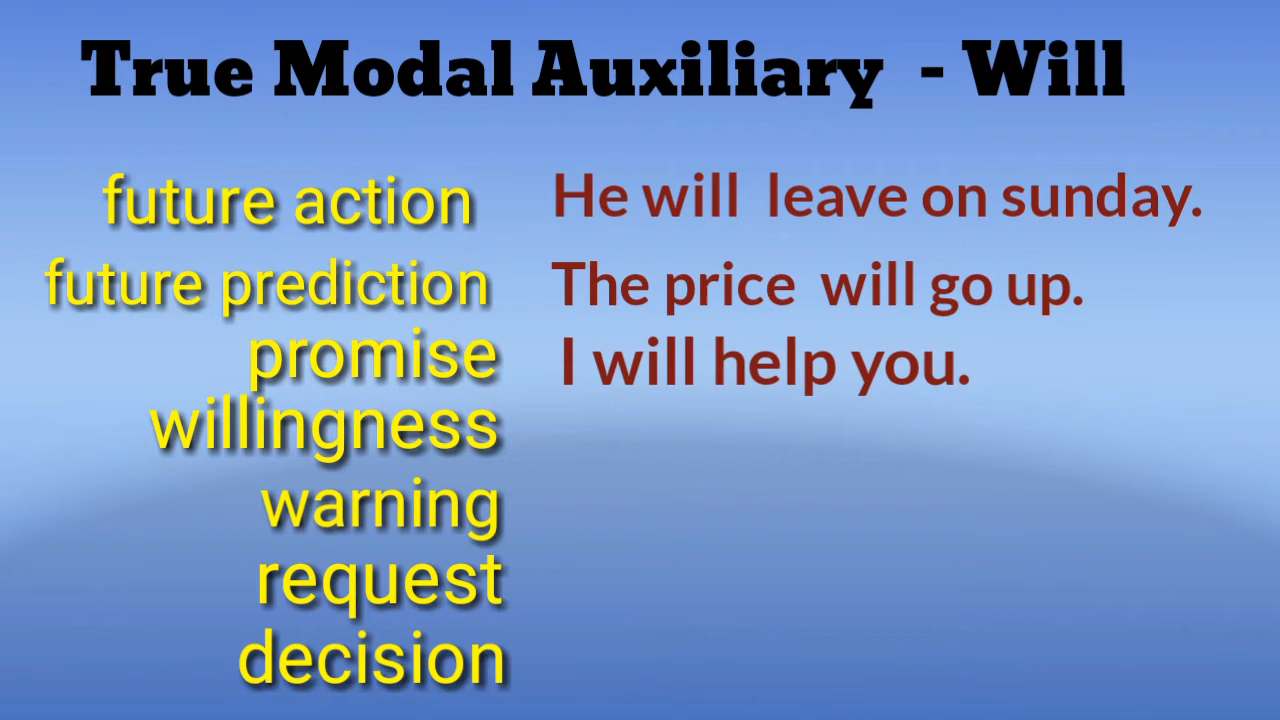 True Modal Auxiliary - Will
future action He will leave on sunday.
future prediction The price will go up.
promise I will help you.
willingness
warning
request
decision